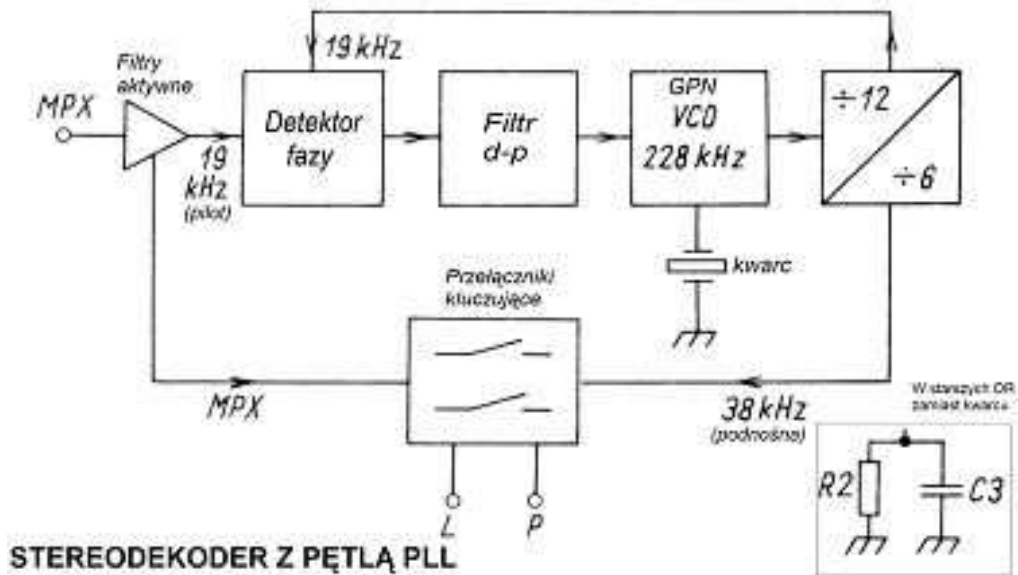 19 kHz
Filtry
aktywne
MPX
19
kHz
(pilot)
Detektor
fazy
Filtr
d-p
GPN
VCO
228 kHz
÷12
÷6
kwarc
Przełączniki
kluczujące
MPX
38 kHz
(podnośna)
W starszych OR
zamiast kwarcu
R2
C3
L
P
STEREODEKODER Z PĘTLĄ PLL